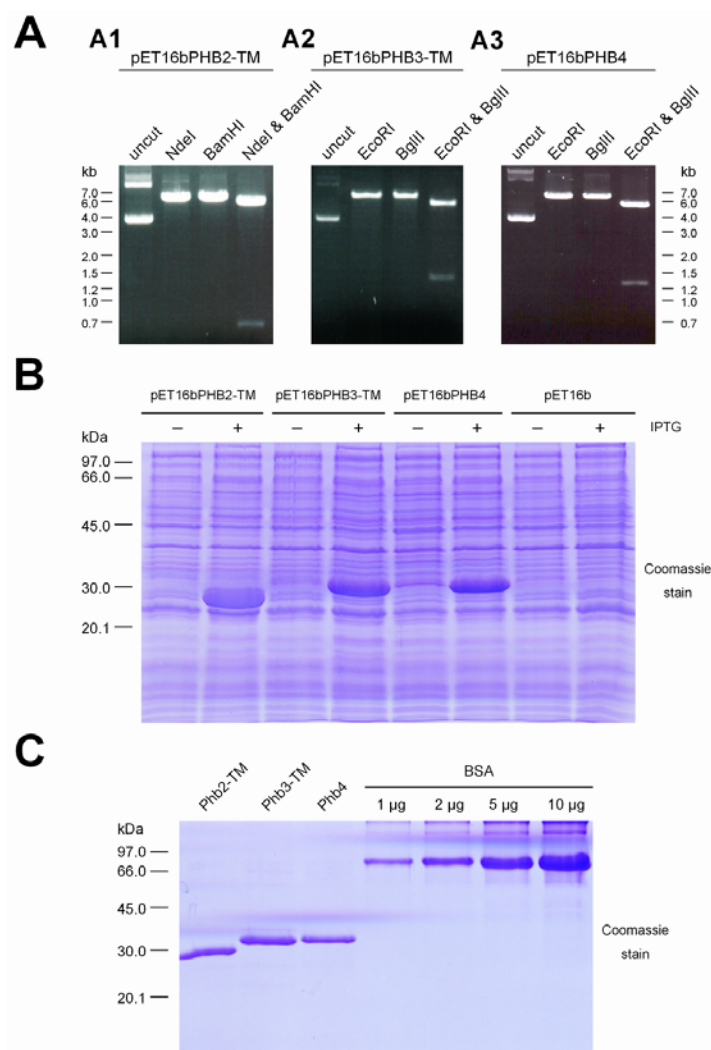 A
A1 A2 A3
pET16bPHB2-TM pET16bPHB3-TM pET16bPHB4
uncut NdeI BamHI NdeI & BamHI uncut EcoRI BglII EcoRI & BglII uncut EcoRI BglII EcoRI & BglII
kb kb
7.0 7.0
6.0 6.0
4.0 4.0
3.0 3.0
2.0 2.0
1.5 1.5
1.2 1.2
1.0 1.0
0.7 0.7
B
pET16bPHB2-TM pET16bPHB3-TM pET16bPHB4 pET16b
– + – + – + – + IPTG
kDa
97.0
66.0
45.0
30.0
20.1
Coomassie
stain
C
Phb2-TM Phb3-TM Phb4 BSA
1 µg 2 µg 5 µg 10 µg
kDa
97.0
66.0
45.0
30.0
20.1
Coomassie
stain